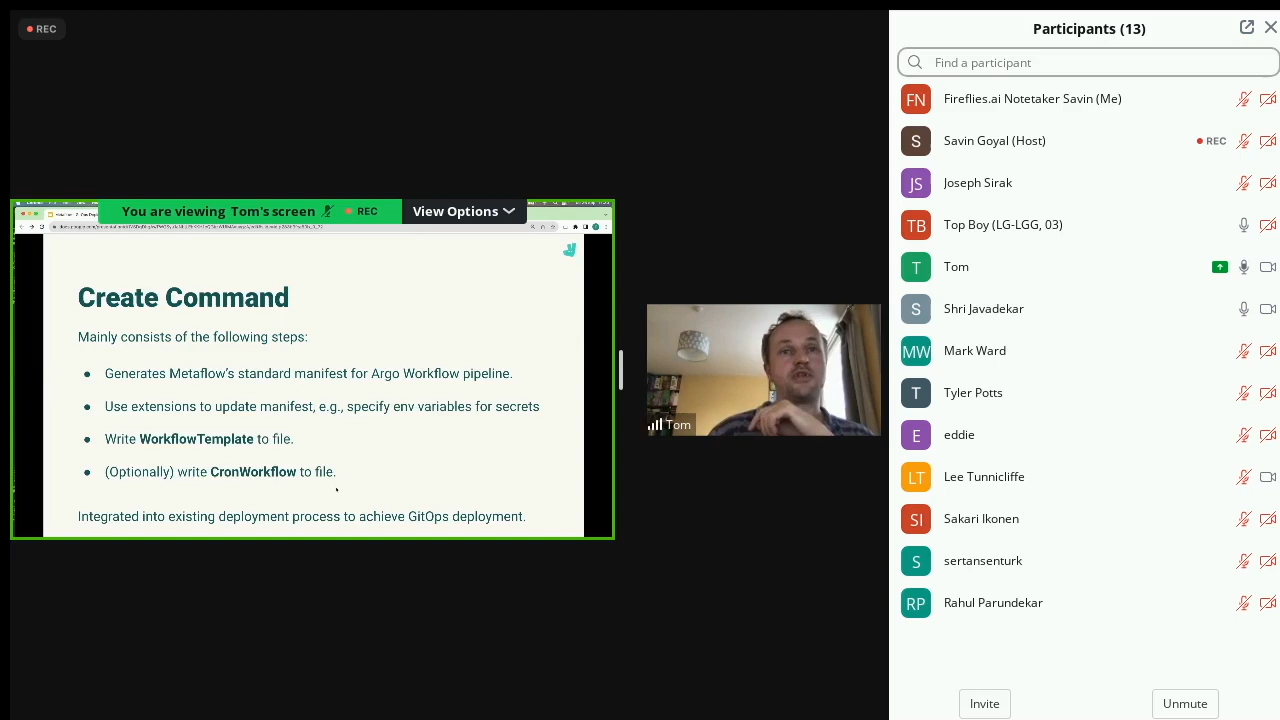 REC
You are viewing Tom's screen REC View Options
Create Command
Mainly consists of the following steps:
Generates Metaflow's standard manifest for Argo Workflow pipeline.
Use extensions to update manifest, e.g., specify env variables for secrets
Write WorkflowTemplate to file.
(Optionally) write CronWorkflow to file.
Integrated into existing deployment process to achieve GitOps deployment.
Tom
Participants (13)
Find a participant
FN Fireflies.ai Notetaker Savin (Me)
S Savin Goyal (Host) REC
JS Joseph Sirak
TB Top Boy (LG-LGG, 03)
T Tom
S Shri Javadekar
MW Mark Ward
T Tyler Potts
E eddie
LT Lee Tunnicliffe
SI Sakari Ikonen
S sertansenturk
RP Rahul Parundekar
Invite Unmute